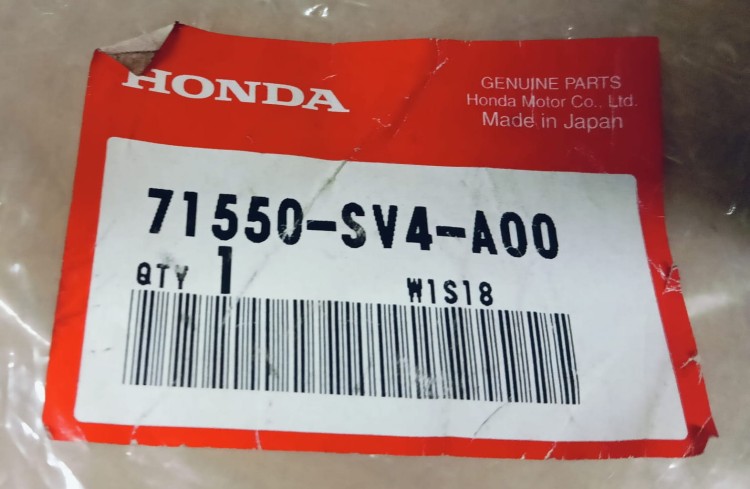 HONDA
GENUINE PARTS
Honda Motor Co., Ltd.
Made in Japan
71550-SV4-A00
QTY 1 W1S18